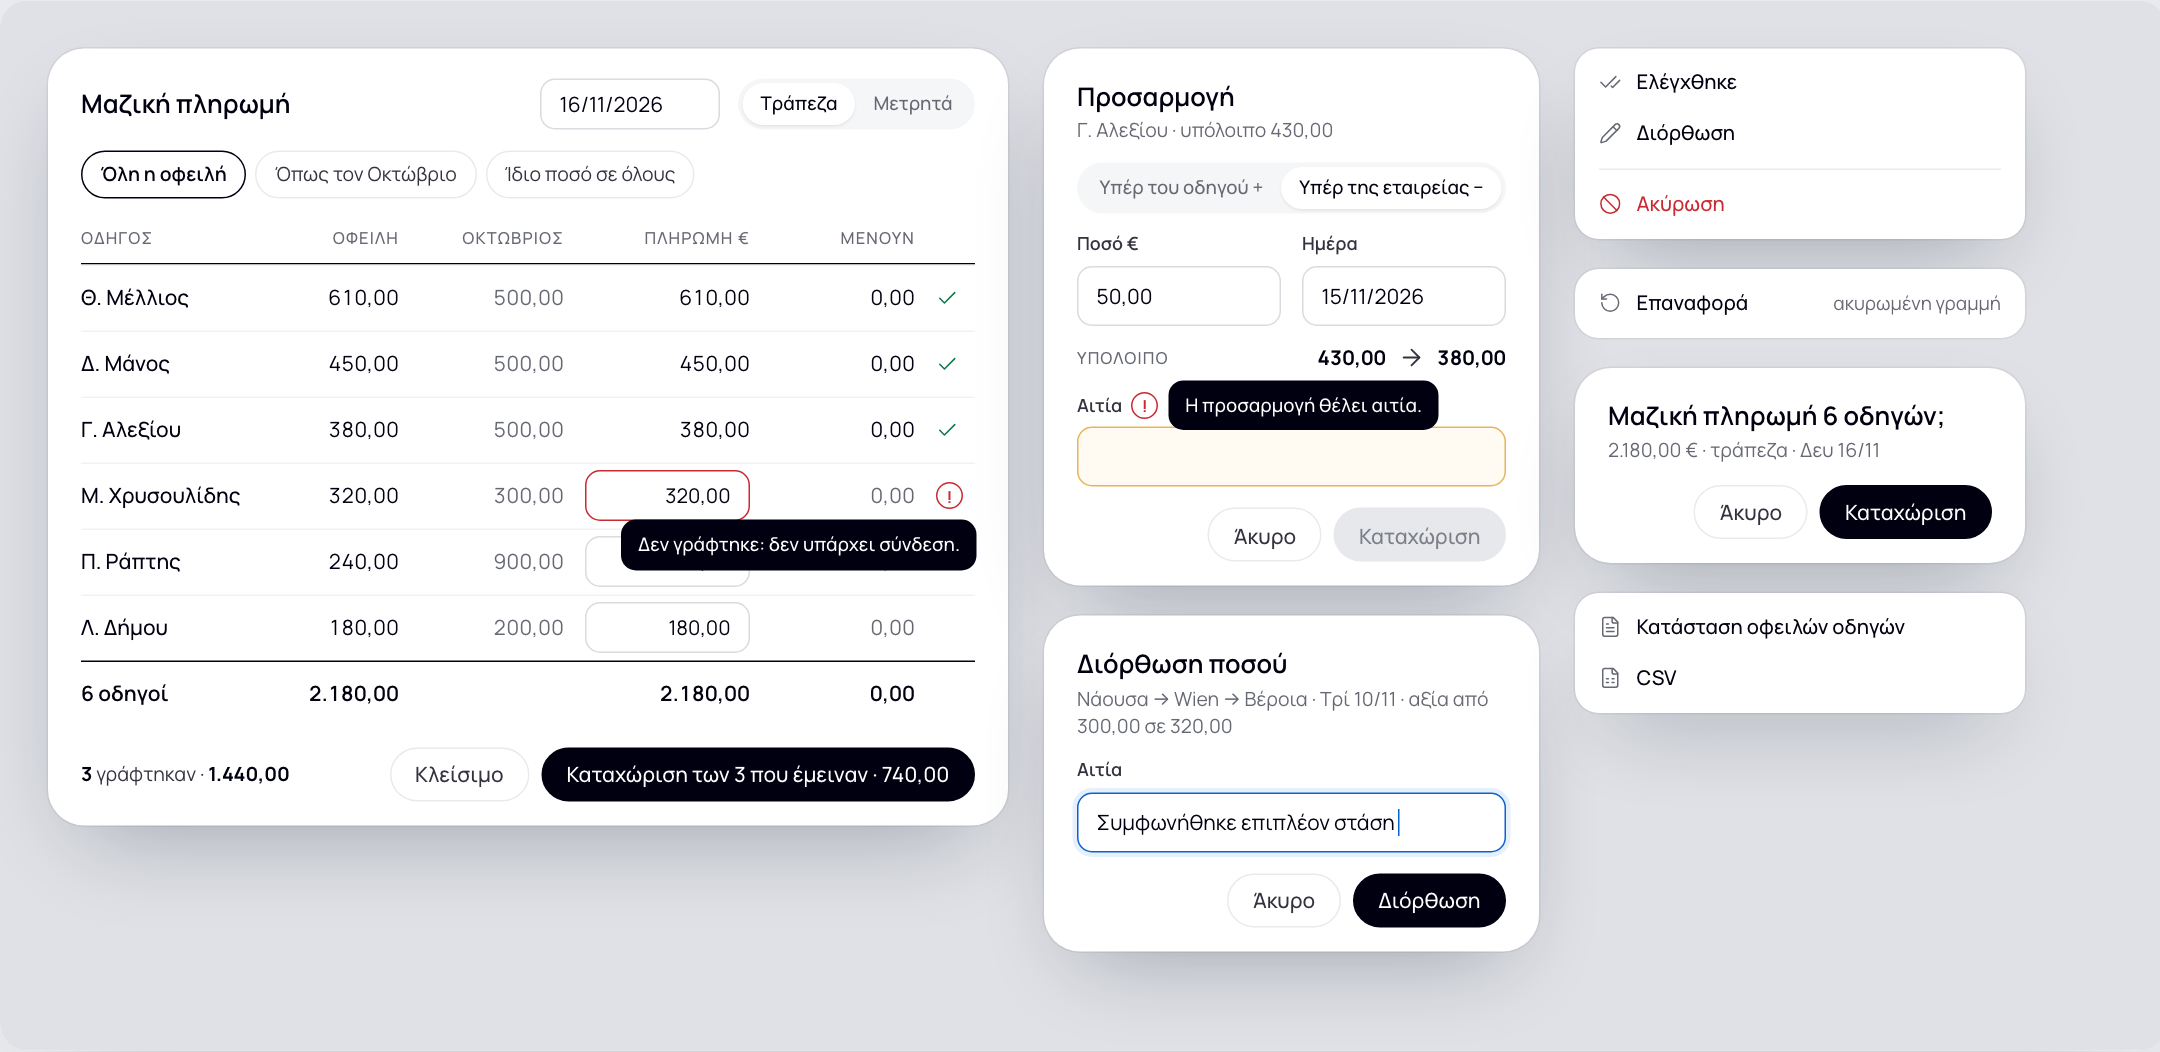 Μαζική πληρωμή
16/11/2026
Τράπεζα Μετρητά
Όλη η οφειλή Όπως τον Οκτώβριο Ίδιο ποσό σε όλους
ΟΔΗΓΟΣ ΟΦΕΙΛΗ ΟΚΤΩΒΡΙΟΣ ΠΛΗΡΩΜΗ € ΜΕΝΟΥΝ
Θ. Μέλλιος 610,00 500,00 610,00 0,00
Δ. Μάνος 450,00 500,00 450,00 0,00
Γ. Αλεξίου 380,00 500,00 380,00 0,00
Μ. Χρυσουλίδης 320,00 300,00 320,00 0,00
Δεν γράφτηκε: δεν υπάρχει σύνδεση.
Π. Ράπτης 240,00 900,00
Λ. Δήμου 180,00 200,00 180,00 0,00
6 οδηγοί 2.180,00 2.180,00 0,00
3 γράφτηκαν · 1.440,00
Κλείσιμο
Καταχώριση των 3 που έμειναν · 740,00
Προσαρμογή
Γ. Αλεξίου · υπόλοιπο 430,00
Υπέρ του οδηγού + Υπέρ της εταιρείας −
Ποσό € Ημέρα
50,00 15/11/2026
ΥΠΟΛΟΙΠΟ 430,00 → 380,00
Αιτία
Η προσαρμογή θέλει αιτία.
Άκυρο Καταχώριση
Διόρθωση ποσού
Νάουσα → Wien → Βέροια · Τρί 10/11 · αξία από
300,00 σε 320,00
Αιτία
Συμφωνήθηκε επιπλέον στάση
Άκυρο Διόρθωση
Ελέγχθηκε
Διόρθωση
Ακύρωση
Επαναφορά ακυρωμένη γραμμή
Μαζική πληρωμή 6 οδηγών;
2.180,00 € · τράπεζα · Δευ 16/11
Άκυρο Καταχώριση
Κατάσταση οφειλών οδηγών
CSV